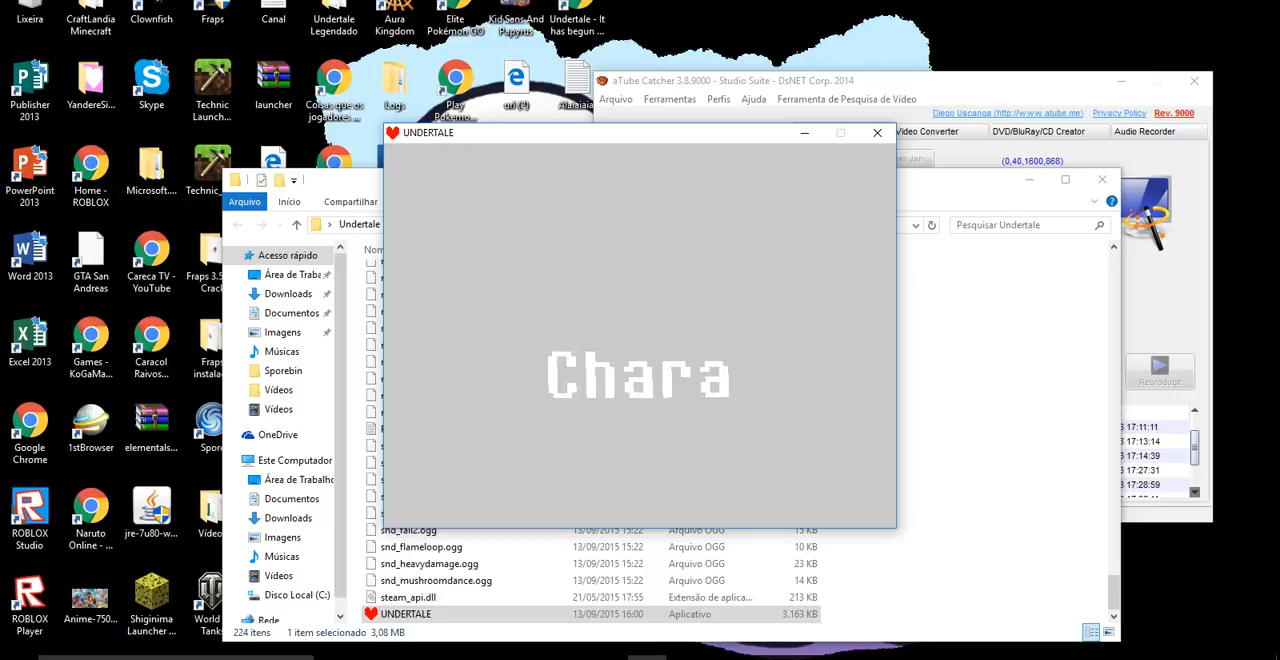 Lixeira
CraftLandia
Minecraft
Clownfish
Fraps
Canal
Undertale
Legendado
Aura
Kingdom
Elite
Pokémon GO
Kid Sans And
Papyrus
Undertale - It
has begun ...
Publisher
2013
YandereSi...
Skype
Technic
Launch...
launcher
Coisas que os
jogadores ...
Logs
Play
Pokemo...
url (?)
Alaiaiaia
aTube Catcher 3.8.9000 - Studio Suite - DsNET Corp. 2014
Arquivo
Ferramentas
Perfis
Ajuda
Ferramenta de Pesquisa de Vídeo
Diego Uscanga (http://www.atube.me)
Privacy Policy
Rev. 9000
Video Converter
DVD/BluRay/CD Creator
Audio Recorder
(0,40,1600,868)
Reproduzir
17:11:11
17:13:14
17:14:39
17:27:31
17:28:59
UNDERTALE
Chara
PowerPoint
2013
Home -
ROBLOX
Microsoft....
Technic_
Word 2013
GTA San
Andreas
Careca TV -
YouTube
Fraps 3.5
Crack
Excel 2013
Games -
KoGaMa...
Caracol
Raivos...
Fraps
instala
Google
Chrome
1stBrowser
elementals...
Spor
ROBLOX
Studio
Naruto
Online - ...
jre-7u80-w...
Vídeo
ROBLOX
Player
Anime-750...
Shiginima
Launcher ...
World
Tank
Arquivo
Início
Compartilhar
Undertale
Pesquisar Undertale
Nom
Acesso rápido
Área de Traba
Downloads
Documentos
Imagens
Músicas
Sporebin
Vídeos
Vídeos
OneDrive
Este Computador
Área de Trabalho
Documentos
Downloads
Imagens
Músicas
Vídeos
Disco Local (C:)
Rede
snd_fall2.ogg 13/09/2015 15:22 Arquivo OGG 15 KB
snd_flameloop.ogg 13/09/2015 15:22 Arquivo OGG 10 KB
snd_heavydamage.ogg 13/09/2015 15:22 Arquivo OGG 23 KB
snd_mushroomdance.ogg 13/09/2015 15:22 Arquivo OGG 14 KB
steam_api.dll 21/05/2015 17:55 Extensão de aplica... 213 KB
UNDERTALE 13/09/2015 16:00 Aplicativo 3.163 KB
224 itens
1 item selecionado 3,08 MB